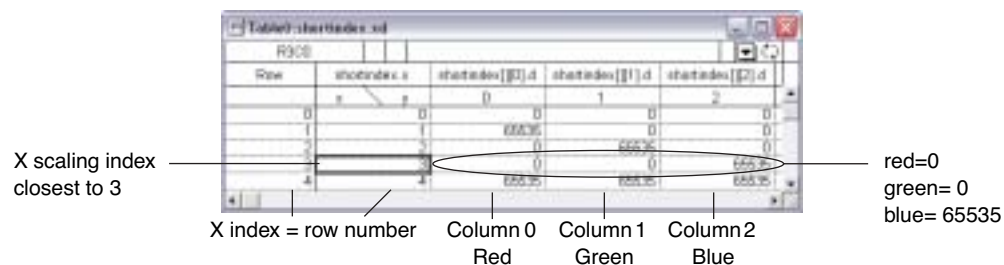 Table0:shortindex.xd
R3C0
Row shortindex.x shortindex[][0].d shortindex[][1].d shortindex[][2].d
x y 0 1 2
0 0 0 0 0
1 1 65535 0 0
2 2 0 65535 0
3 3 0 0 65535
4 4 65535 65535 65535
X scaling index
closest to 3
red=0
green= 0
blue= 65535
X index = row number
Column 0
Red
Column 1
Green
Column 2
Blue